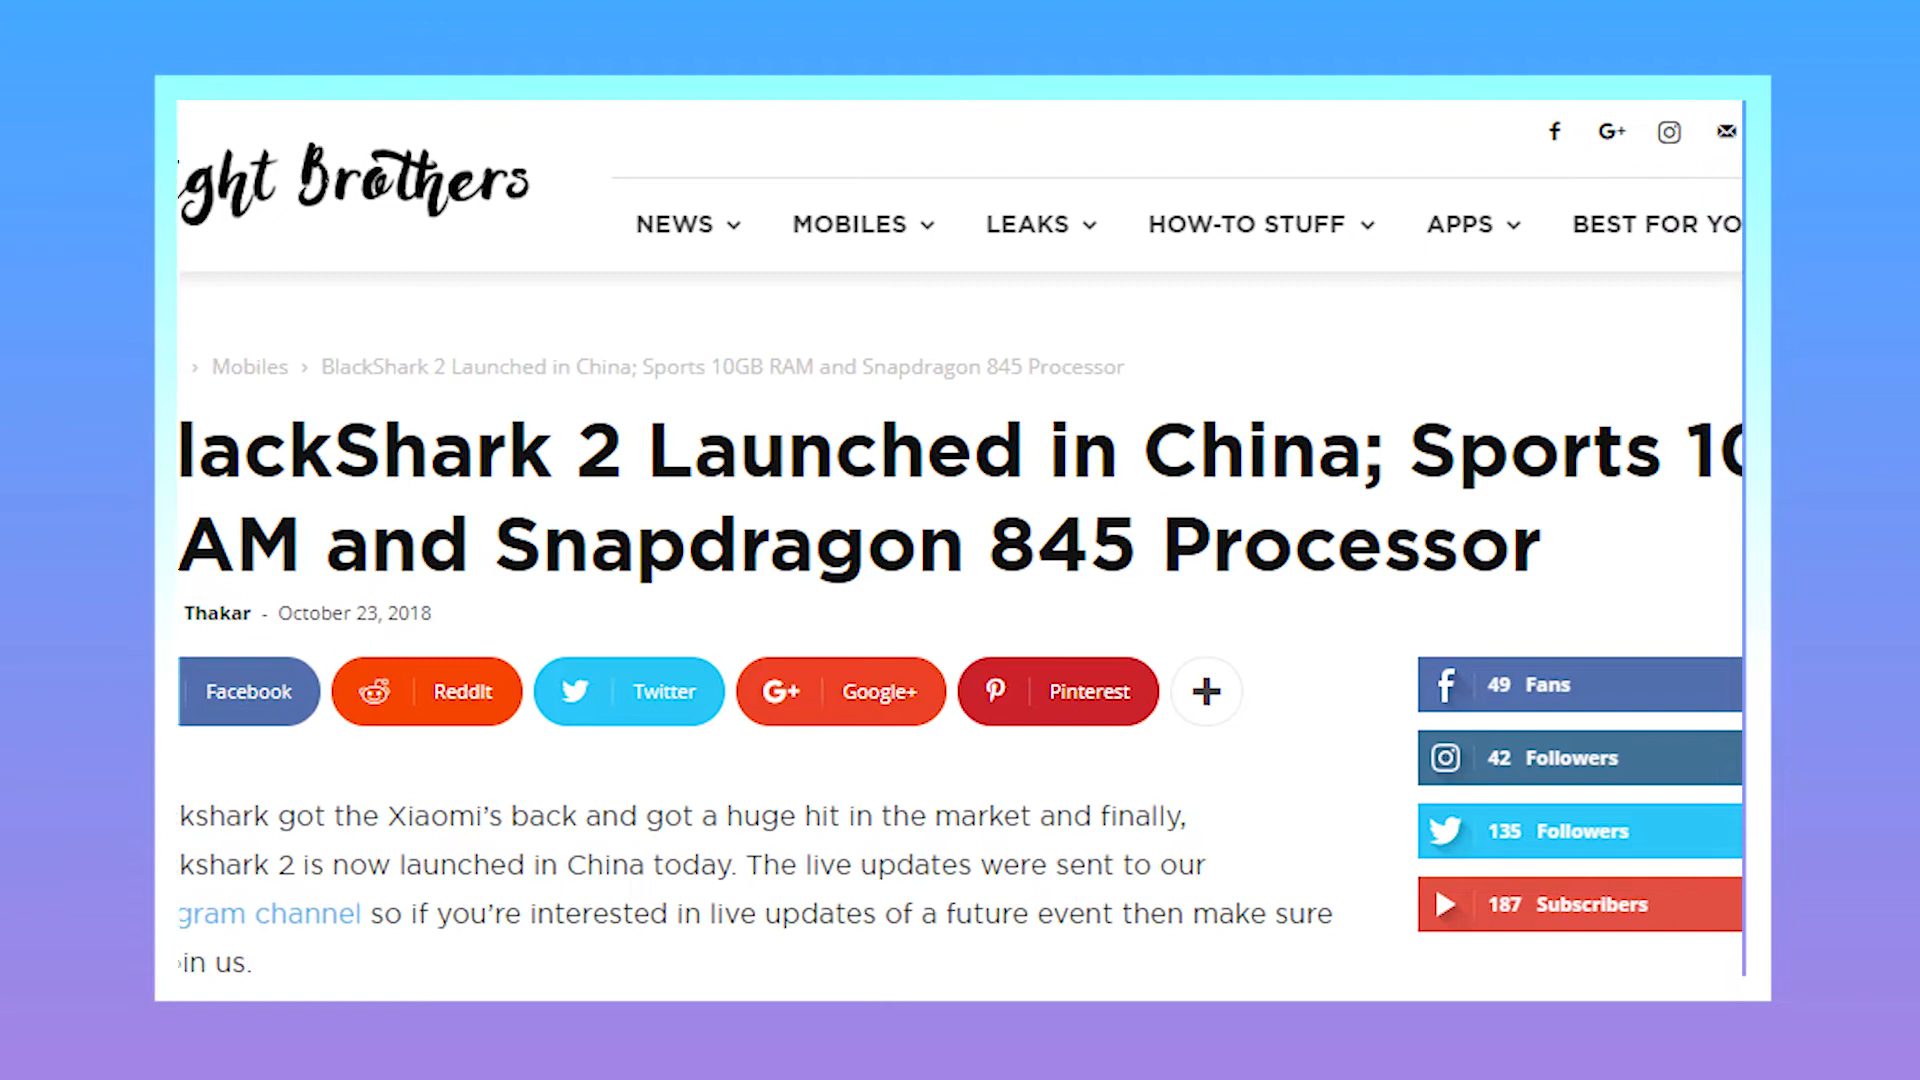 ght Brothers
NEWS MOBILES LEAKS HOW-TO STUFF APPS BEST FOR YO
› Mobiles › BlackShark 2 Launched in China; Sports 10GB RAM and Snapdragon 845 Processor
lackShark 2 Launched in China; Sports 10
AM and Snapdragon 845 Processor
Thakar - October 23, 2018
Facebook ReddIt Twitter Google+ Pinterest +
49 Fans
42 Followers
135 Followers
187 Subscribers
kshark got the Xiaomi's back and got a huge hit in the market and finally,
kshark 2 is now launched in China today. The live updates were sent to our
gram channel so if you're interested in live updates of a future event then make sure
in us.